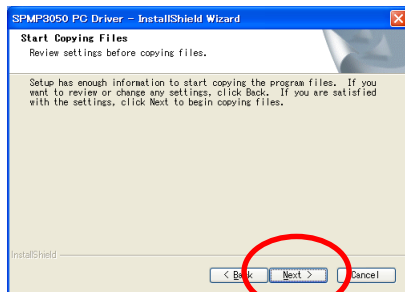 SPMP3050 PC Driver - InstallShield Wizard
Start Copying Files
Review settings before copying files.
Setup has enough information to start copying the program files. If you
want to review or change any settings, click Back. If you are satisfied
with the settings, click Next to begin copying files.
InstallShield
< Back Next > Cancel